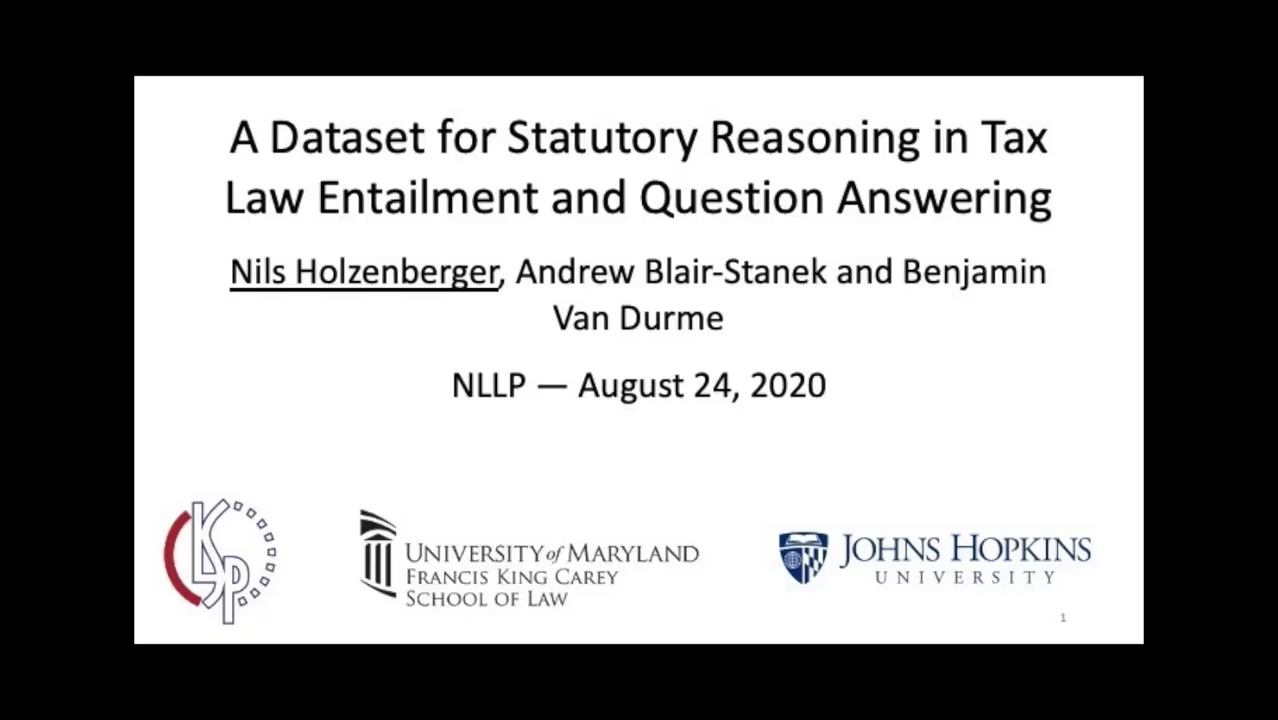 A Dataset for Statutory Reasoning in Tax
Law Entailment and Question Answering
Nils Holzenberger, Andrew Blair-Stanek and Benjamin
Van Durme
NLLP — August 24, 2020
CLSP
UNIVERSITY of MARYLAND
FRANCIS KING CAREY
SCHOOL OF LAW
JOHNS HOPKINS
UNIVERSITY
1